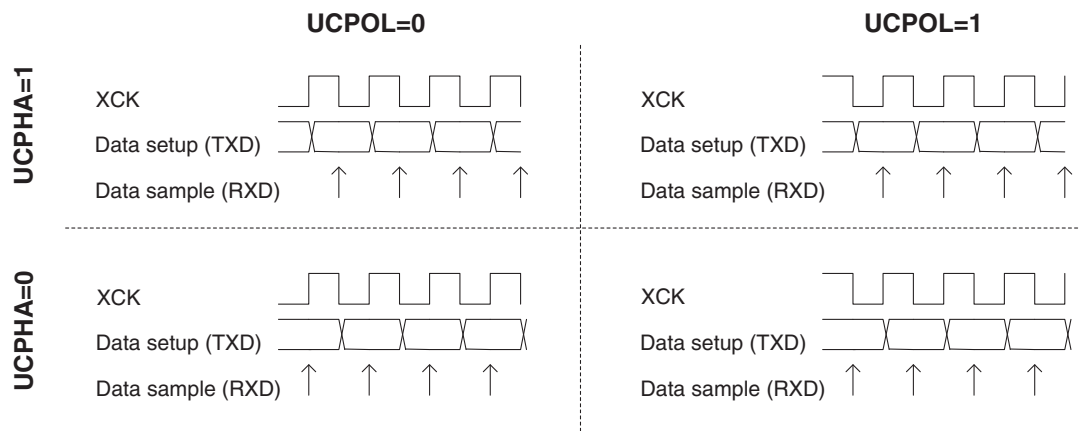 UCPOL=0
UCPOL=1
UCPHA=1
XCK
Data setup (TXD)
Data sample (RXD)
XCK
Data setup (TXD)
Data sample (RXD)
UCPHA=0
XCK
Data setup (TXD)
Data sample (RXD)
XCK
Data setup (TXD)
Data sample (RXD)